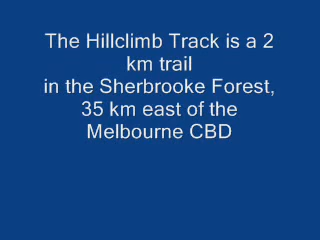 The Hillclimb Track is a 2
km trail
in the Sherbrooke Forest,
35 km east of the
Melbourne CBD